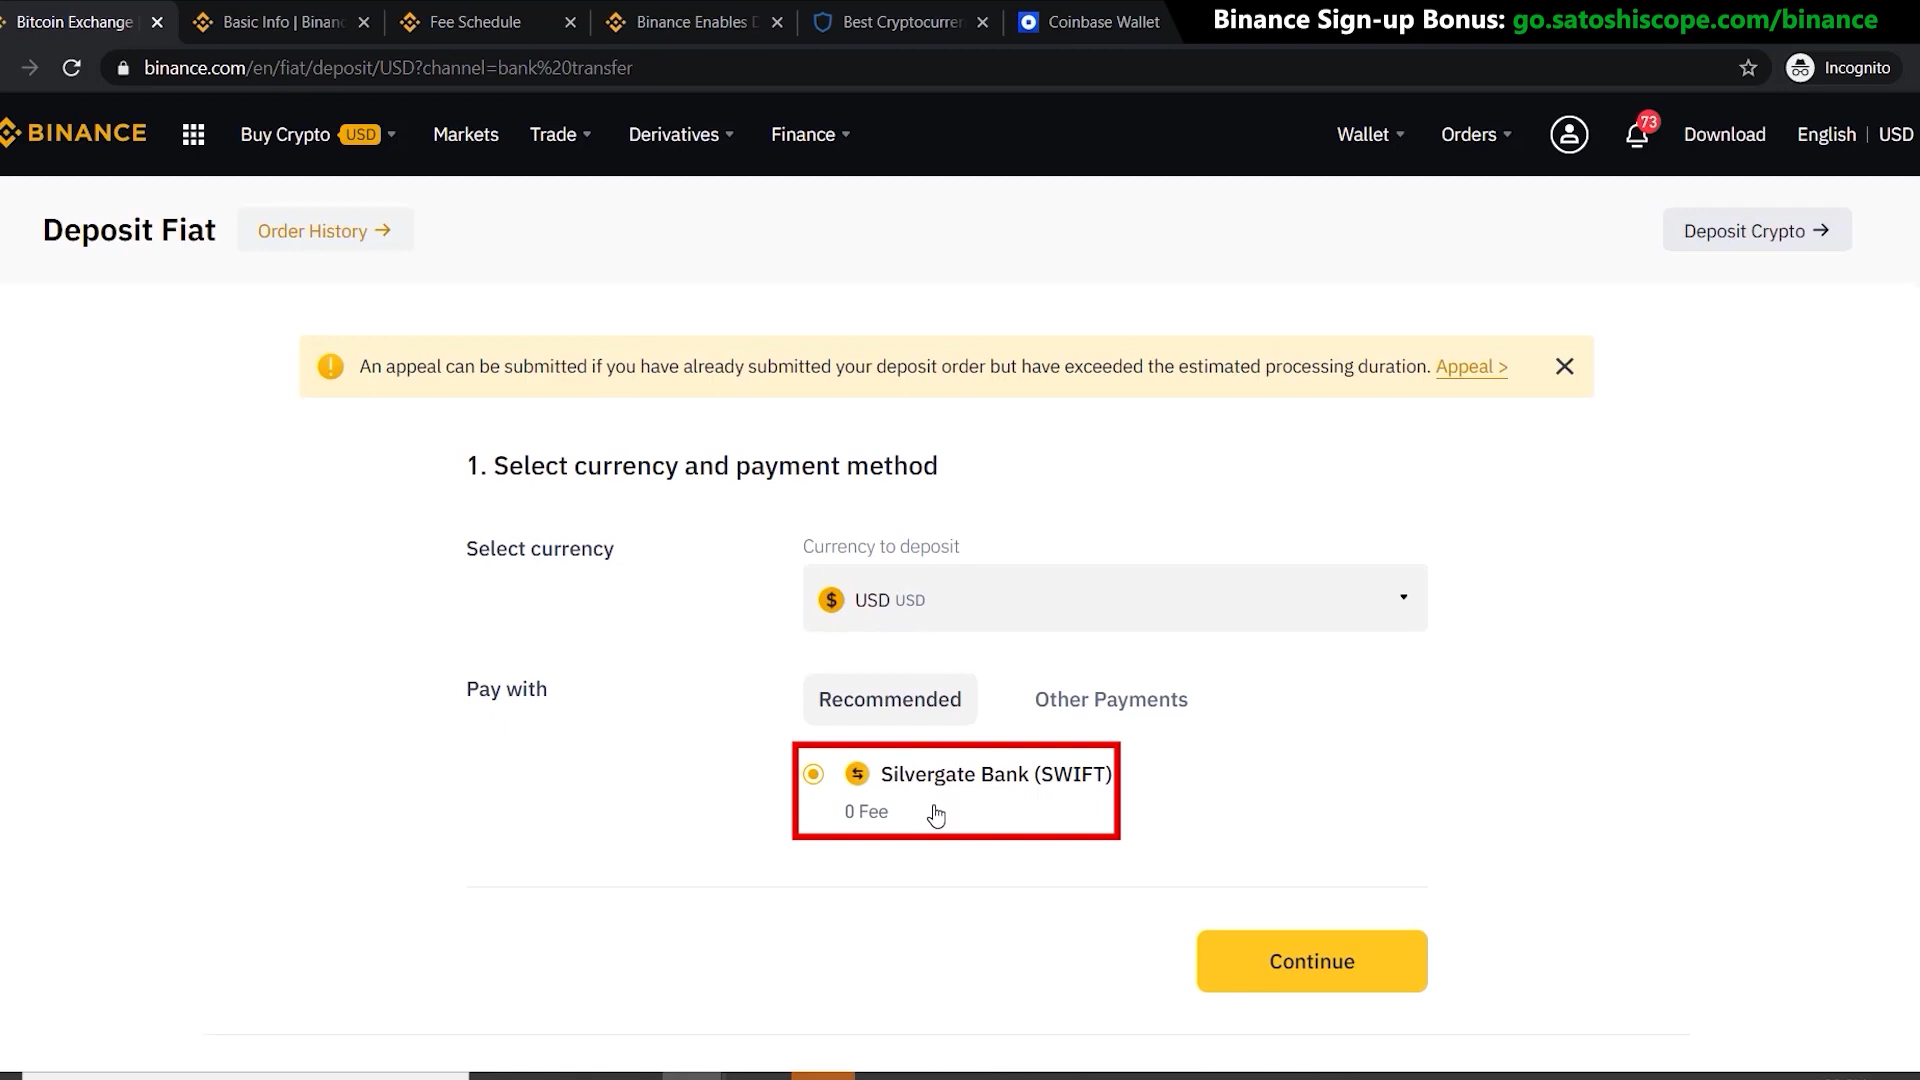 Bitcoin Exchange
Basic Info | Binanc
Fee Schedule
Binance Enables D
Best Cryptocurren
Coinbase Wallet
Binance Sign-up Bonus: go.satoshiscope.com/binance
binance.com/en/fiat/deposit/USD?channel=bank%20transfer
Incognito
BINANCE
Buy Crypto USD
Markets
Trade
Derivatives
Finance
Wallet
Orders
73
Download
English | USD
Deposit Fiat
Order History →
Deposit Crypto →
An appeal can be submitted if you have already submitted your deposit order but have exceeded the estimated processing duration. Appeal >
1. Select currency and payment method
Select currency
Currency to deposit
USD USD
Pay with
Recommended
Other Payments
Silvergate Bank (SWIFT)
0 Fee
Continue